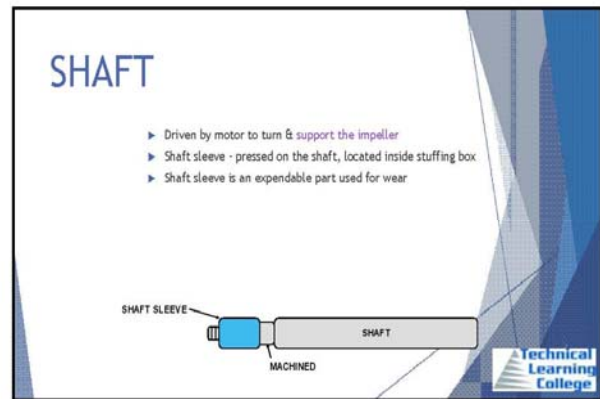 SHAFT
▶ Driven by motor to turn & support the impeller
▶ Shaft sleeve - pressed on the shaft, located inside stuffing box
▶ Shaft sleeve is an expendable part used for wear
SHAFT SLEEVE
SHAFT
MACHINED
Technical
Learning
College